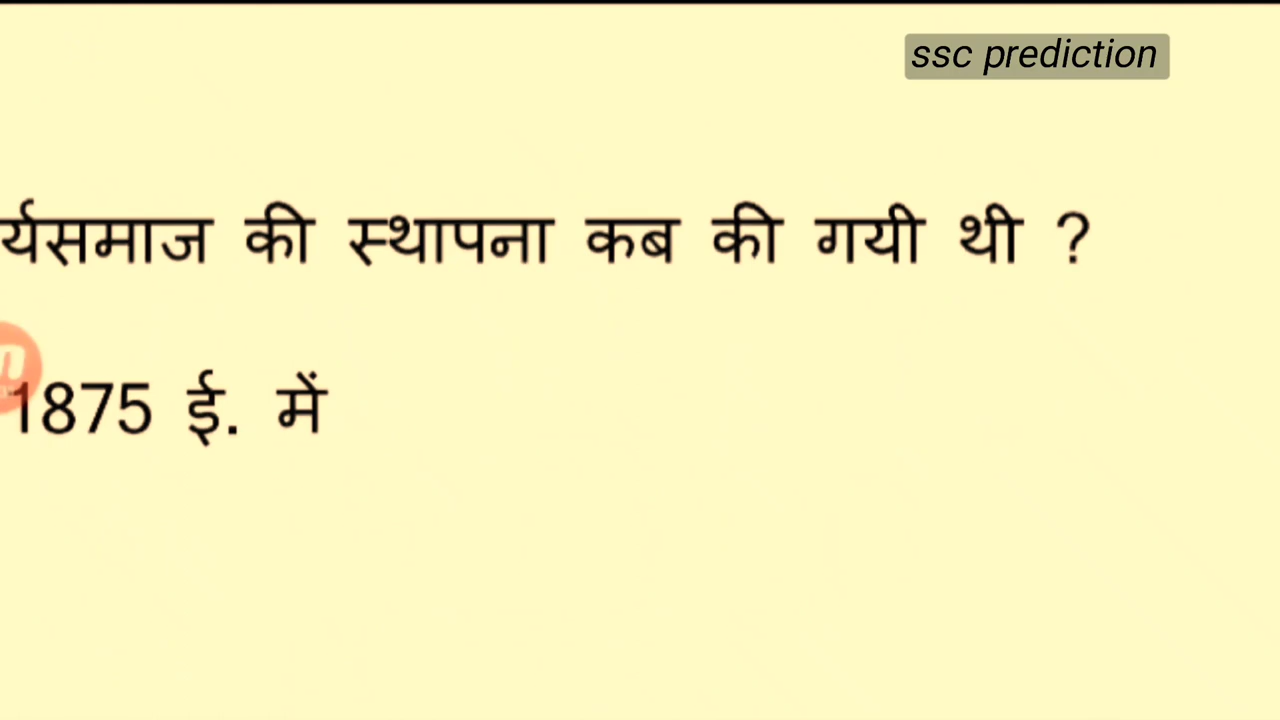 ssc prediction
र्यसमाज की स्थापना कब की गयी थी ?
1875 ई. में